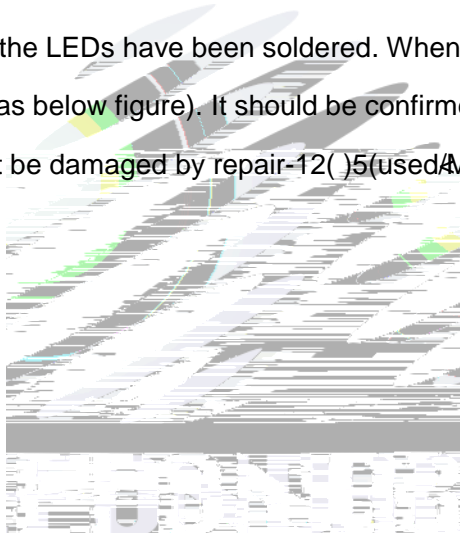 the LEDs have been soldered. When
as below figure). It should be confirme
t be damaged by repair-12( )5(used